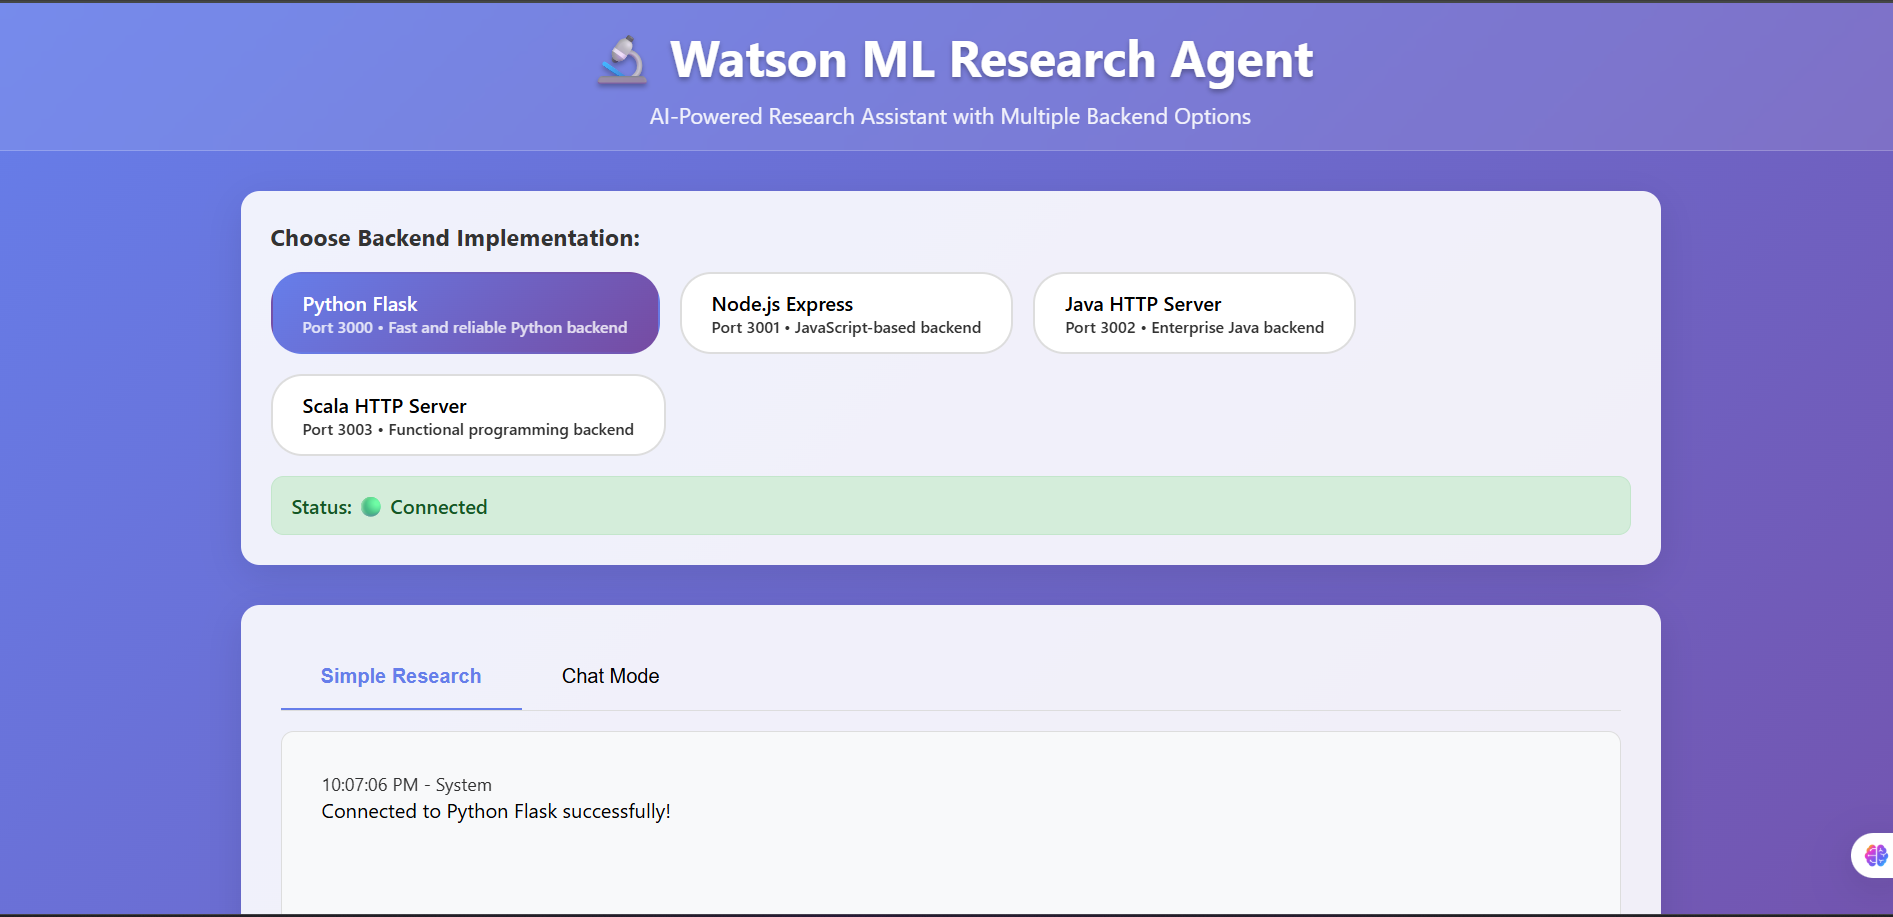 Watson ML Research Agent
AI-Powered Research Assistant with Multiple Backend Options
Choose Backend Implementation:
Python Flask
Port 3000 • Fast and reliable Python backend
Node.js Express
Port 3001 • JavaScript-based backend
Java HTTP Server
Port 3002 • Enterprise Java backend
Scala HTTP Server
Port 3003 • Functional programming backend
Status: Connected
Simple Research
Chat Mode
10:07:06 PM - System
Connected to Python Flask successfully!